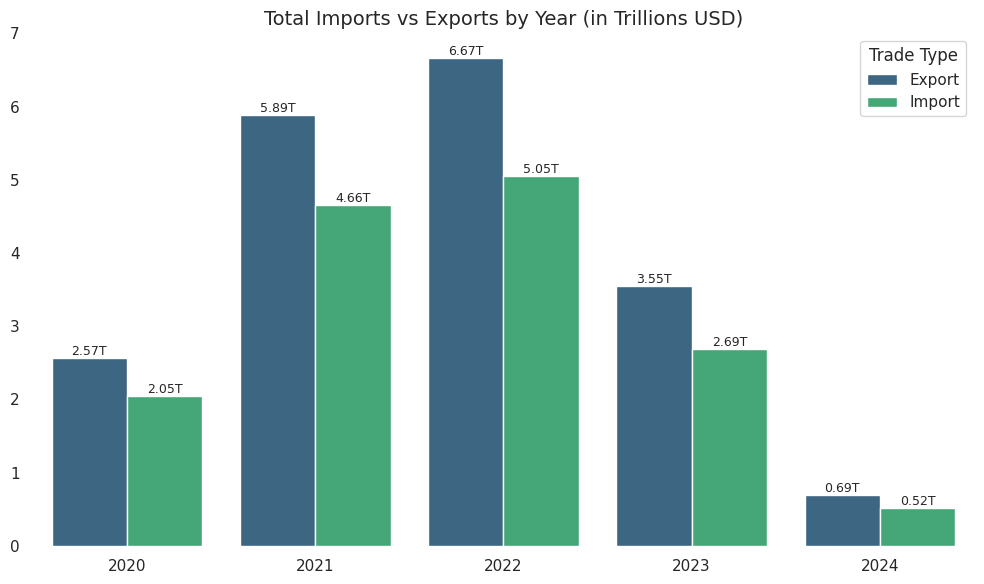 Total Imports vs Exports by Year (in Trillions USD)
7
6
5
4
3
2
1
0
Trade Type
Export
Import
2.57T
2.05T
5.89T
4.66T
6.67T
5.05T
3.55T
2.69T
0.69T
0.52T
2020
2021
2022
2023
2024